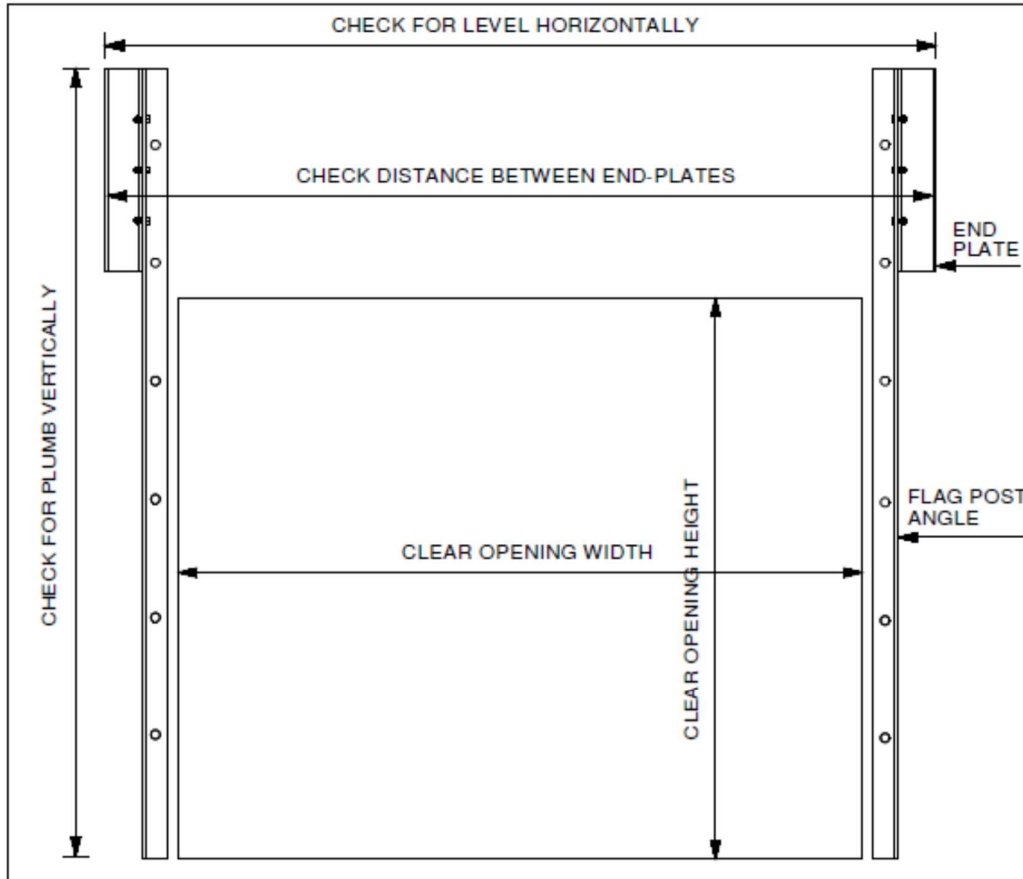 CHECK FOR LEVEL HORIZONTALLY
CHECK DISTANCE BETWEEN END-PLATES
END
PLATE
CHECK FOR PLUMB VERTICALLY
CLEAR OPENING HEIGHT
FLAG POST
ANGLE
CLEAR OPENING WIDTH